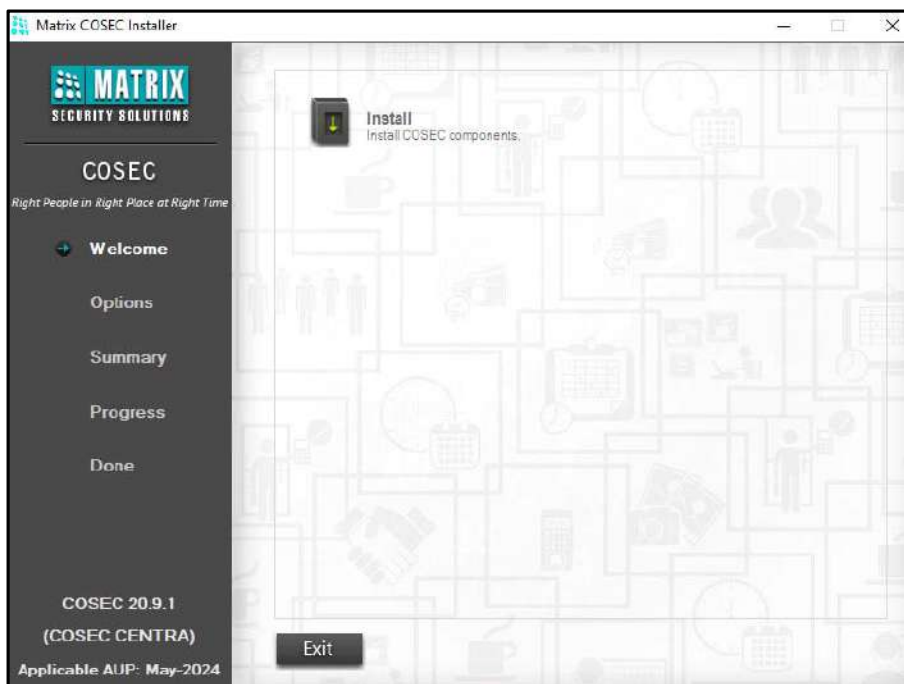 Matrix COSEC Installer
MATRIX
SECURITY SOLUTIONS
COSEC
Right People in Right Place at Right Time
Welcome
Options
Summary
Progress
Done
COSEC 20.9.1
(COSEC CENTRA)
Applicable AUP: May-2024
Install
Install COSEC components.
Exit